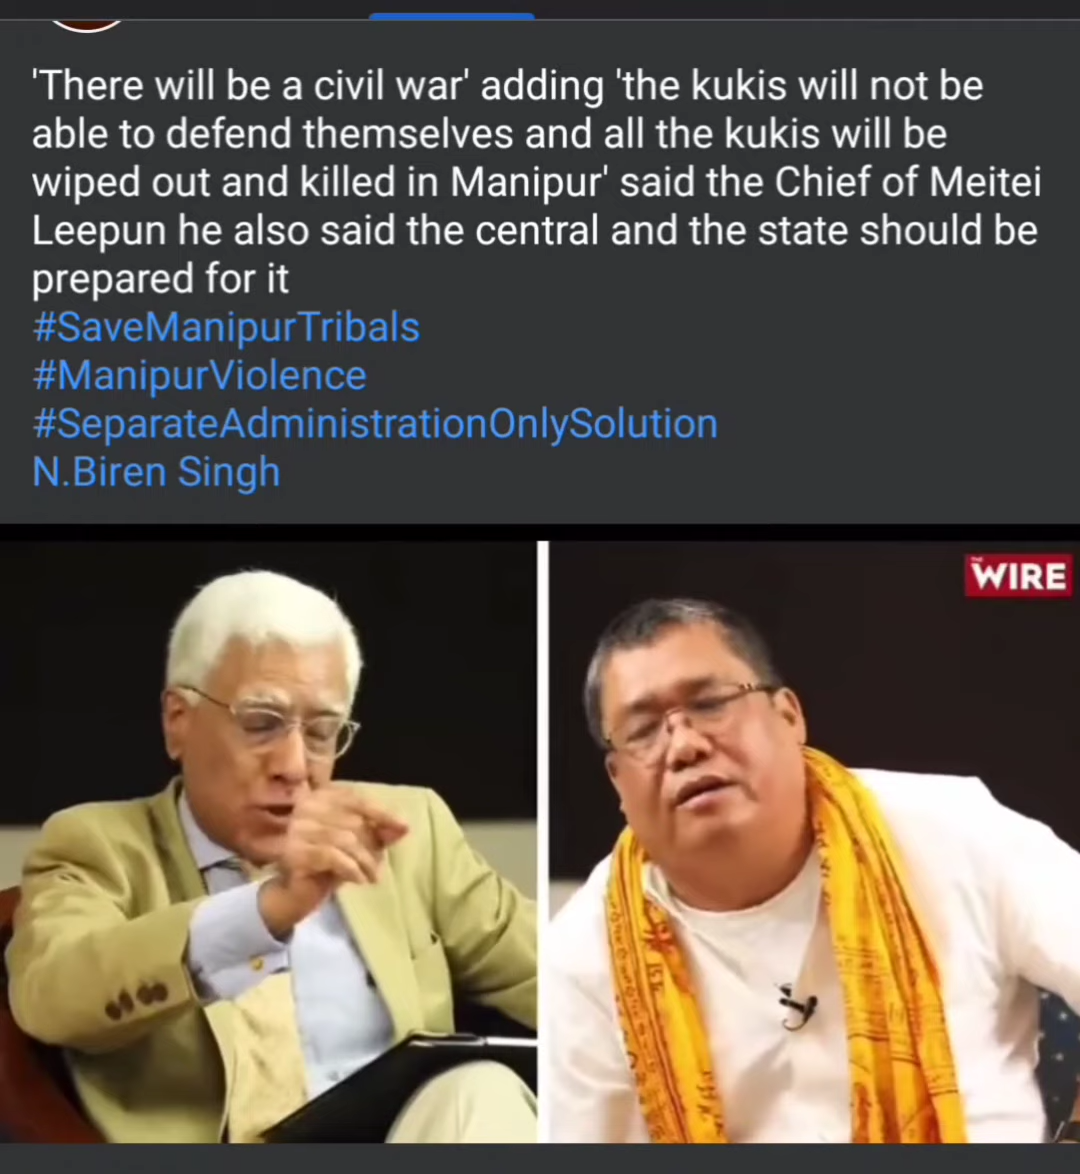 'There will be a civil war' adding 'the kukis will not be
able to defend themselves and all the kukis will be
wiped out and killed in Manipur' said the Chief of Meitei
Leepun he also said the central and the state should be
prepared for it
#SaveManipurTribals
#ManipurViolence
#SeparateAdministrationOnlySolution
N.Biren Singh
THE
WIRE